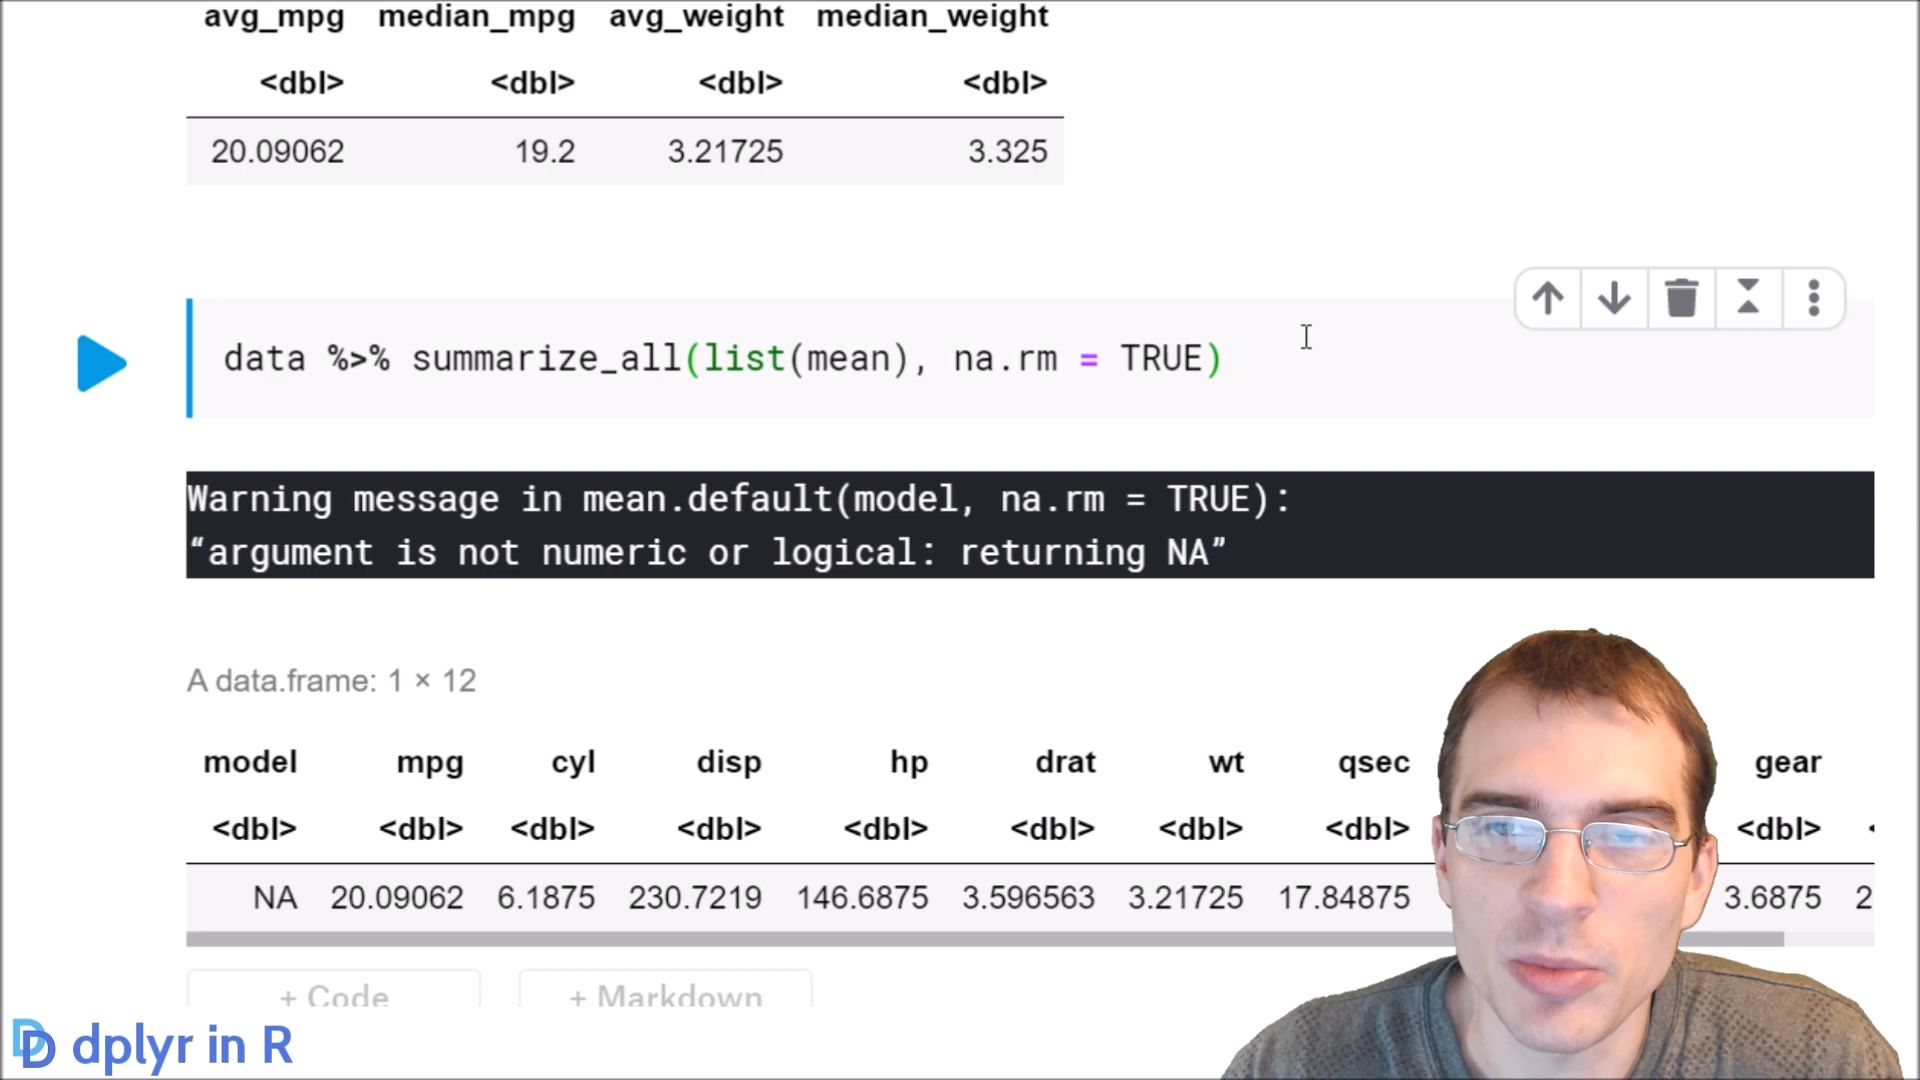 avg_mpg median_mpg avg_weight median_weight
<dbl> <dbl> <dbl> <dbl>
20.09062 19.2 3.21725 3.325
data %>% summarize_all(list(mean), na.rm = TRUE)
Warning message in mean.default(model, na.rm = TRUE):
“argument is not numeric or logical: returning NA”
A data.frame: 1 × 12
model mpg cyl disp hp drat wt qsec gear
<dbl> <dbl> <dbl> <dbl> <dbl> <dbl> <dbl> <dbl> <dbl> <
NA 20.09062 6.1875 230.7219 146.6875 3.596563 3.21725 17.84875 3.6875 2
+ Code + Markdown
dplyr in R